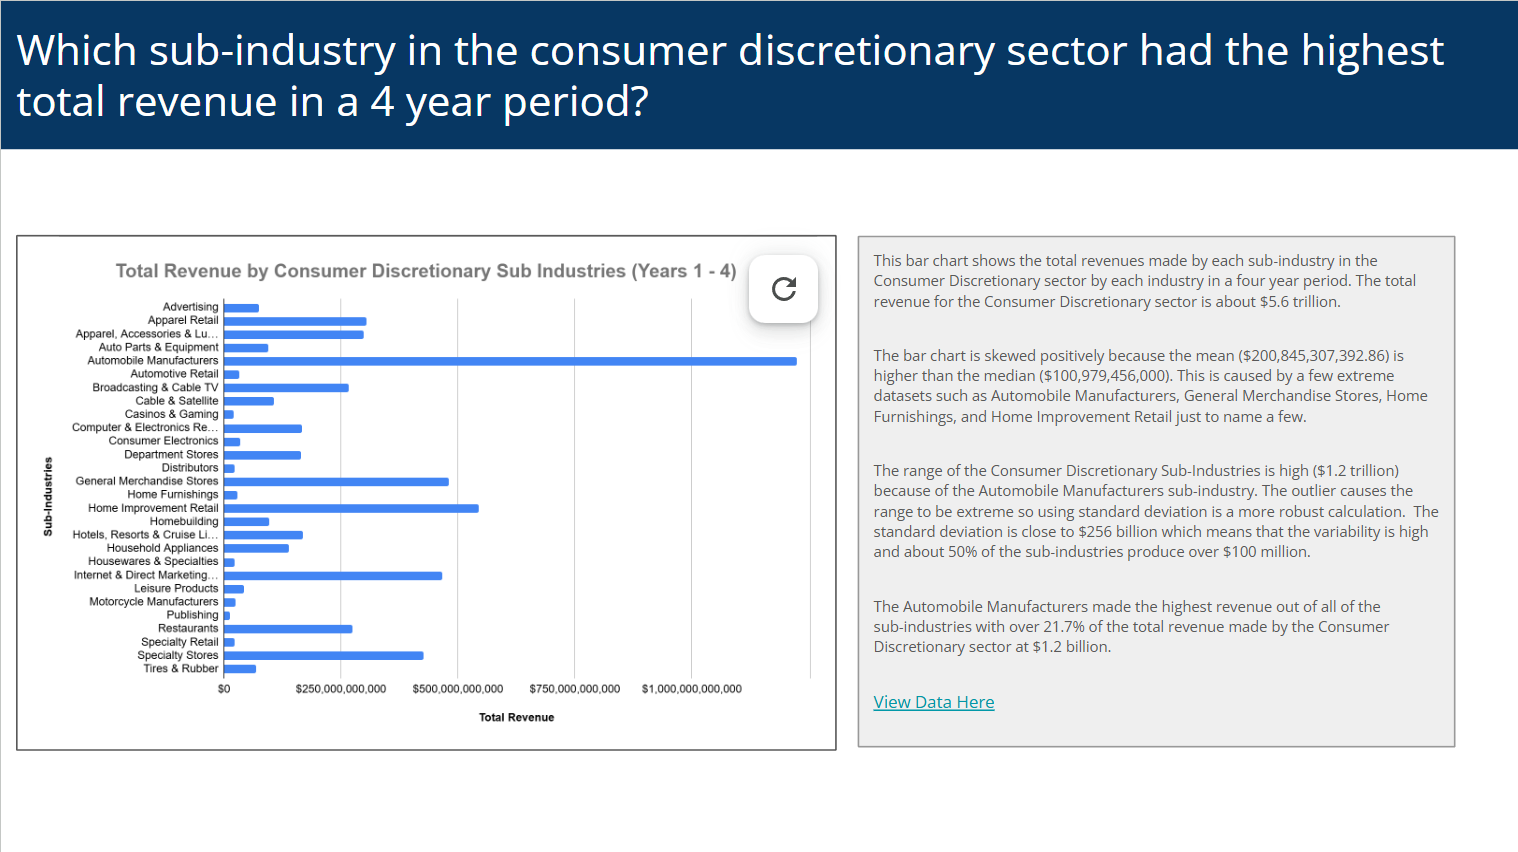 Which sub-industry in the consumer discretionary sector had the highest
total revenue in a 4 year period?
Total Revenue by Consumer Discretionary Sub Industries (Years 1 - 4)
Sub-Industries
Advertising
Apparel Retail
Apparel, Accessories & Lu...
Auto Parts & Equipment
Automobile Manufacturers
Automotive Retail
Broadcasting & Cable TV
Cable & Satellite
Casinos & Gaming
Computer & Electronics Re...
Consumer Electronics
Department Stores
Distributors
General Merchandise Stores
Home Furnishings
Home Improvement Retail
Homebuilding
Hotels, Resorts & Cruise Li...
Household Appliances
Housewares & Specialties
Internet & Direct Marketing...
Leisure Products
Motorcycle Manufacturers
Publishing
Restaurants
Specialty Retail
Specialty Stores
Tires & Rubber
$0 $250,000,000,000 $500,000,000,000 $750,000,000,000 $1,000,000,000,000
Total Revenue
This bar chart shows the total revenues made by each sub-industry in the
Consumer Discretionary sector by each industry in a four year period. The total
revenue for the Consumer Discretionary sector is about $5.6 trillion.
The bar chart is skewed positively because the mean ($200,845,307,392.86) is
higher than the median ($100,979,456,000). This is caused by a few extreme
datasets such as Automobile Manufacturers, General Merchandise Stores, Home
Furnishings, and Home Improvement Retail just to name a few.
The range of the Consumer Discretionary Sub-Industries is high ($1.2 trillion)
because of the Automobile Manufacturers sub-industry. The outlier causes the
range to be extreme so using standard deviation is a more robust calculation.  The
standard deviation is close to $256 billion which means that the variability is high
and about 50% of the sub-industries produce over $100 million.
The Automobile Manufacturers made the highest revenue out of all of the
sub-industries with over 21.7% of the total revenue made by the Consumer
Discretionary sector at $1.2 billion.
View Data Here